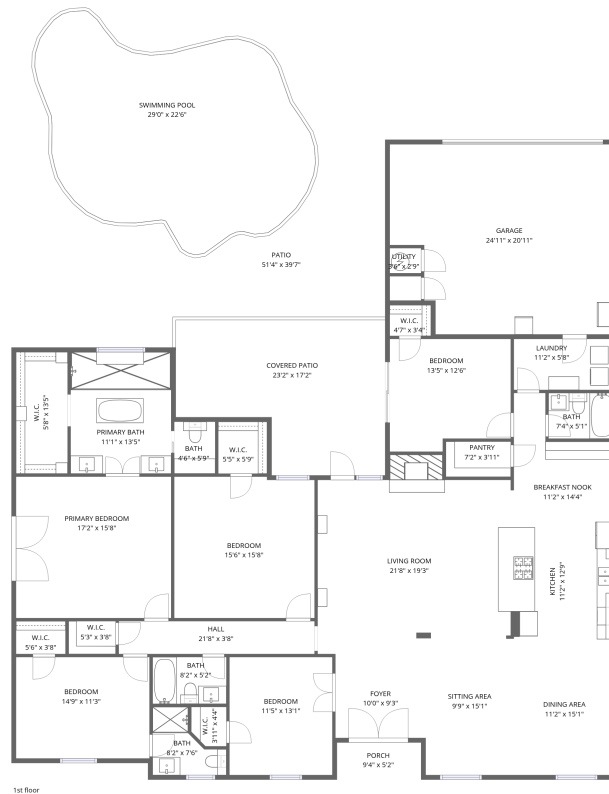 SWIMMING POOL
29'0" x 22'6"
PATIO
51'4" x 39'7"
GARAGE
24'11" x 20'11"
UTILITY
3'6" x 2'9"
W.I.C.
4'7" x 3'4"
COVERED PATIO
23'2" x 17'2"
BEDROOM
13'5" x 12'6"
LAUNDRY
11'2" x 5'8"
W.I.C.
5'8" x 13'5"
PRIMARY BATH
11'1" x 13'5"
BATH
4'6" x 5'9"
W.I.C.
5'5" x 5'9"
PANTRY
7'2" x 3'11"
BATH
7'4" x 5'1"
BREAKFAST NOOK
11'2" x 14'4"
PRIMARY BEDROOM
17'2" x 15'8"
BEDROOM
15'6" x 15'8"
LIVING ROOM
21'8" x 19'3"
KITCHEN
11'2" x 12'9"
W.I.C.
5'6" x 3'8"
W.I.C.
5'3" x 3'8"
HALL
21'8" x 3'8"
BATH
8'2" x 5'2"
BEDROOM
14'9" x 11'3"
W.I.C.
3'11" x 4'4"
BATH
8'2" x 7'6"
BEDROOM
11'5" x 13'1"
FOYER
10'0" x 9'3"
SITTING AREA
9'9" x 15'1"
DINING AREA
11'2" x 15'1"
PORCH
9'4" x 5'2"
1st floor